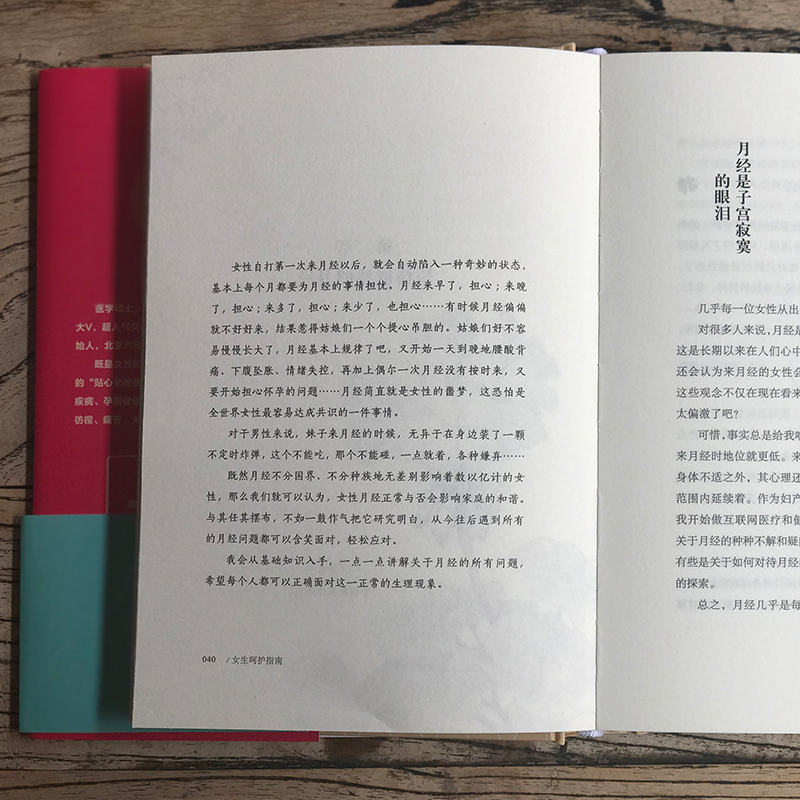 医学硕士，
大V，超人气女
始人，北京
既是女性
的“贴心
疾病、孕期
彷徨、痛苦、
女性自打第一次来月经以后，就会自动陷入一种奇妙的状态，
基本上每个月都要为月经的事情担忧。月经来早了，担心；来晚
了，担心；来多了，担心；来少了，也担心……有时候月经偏偏
就不好好来，结果惹得姑娘们一个个提心吊胆的。姑娘们好不容
易慢慢长大了，月经基本上规律了吧，又开始一天到晚地腰酸背
痛、下腹坠胀、情绪失控，再加上偶尔一次月经没有按时来，又
要开始担心怀孕的问题……月经简直就是女性的噩梦，这恐怕是
全世界女性最容易达成共识的一件事情。
对于男性来说，妹子来月经的时候，无异于在身边装了一颗
不定时炸弹，这个不能吃，那个不能碰，一点就着，各种嫌弃……
既然月经不分国界、不分种族地无差别影响着数以亿计的女
性，那么我们就可以认为，女性月经正常与否会影响家庭的和谐。
与其任其摆布，不如一鼓作气把它研究明白，从今往后遇到所有
的月经问题都可以含笑面对，轻松应对。
我会从基础知识入手，一点一点讲解关于月经的所有问题，
希望每个人都可以正确面对这一正常的生理现象。
040 / 女生呵护指南
月经是子宫寂寞
的眼泪
几乎每一位女性从出
对很多人来说，月经是
这是长期以来在人们心中
还会认为来月经的女性会
这些观念不仅在现在看来
太偏激了吧？
可惜，事实总是给我
来月经时地位就更低。来
身体不适之外，其心理还
范围内延续着。作为妇产
我开始做互联网医疗和健
关于月经的种种不解和疑
有些是关于如何对待月经
的探索。
总之，月经几乎是每